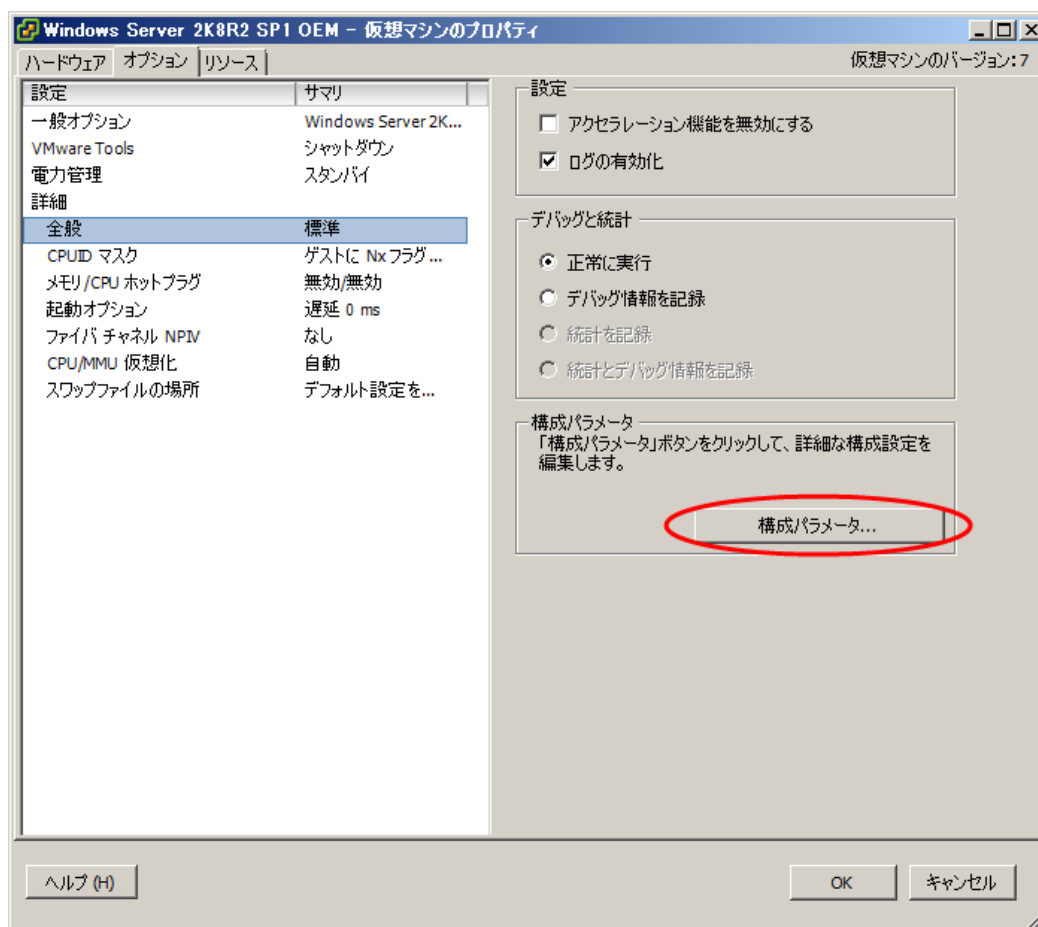 Windows Server 2K8R2 SP1 OEM - 仮想マシンのプロパティ
ハードウェア オプション リソース 仮想マシンのバージョン:7
設定 サマリ
一般オプション Windows Server 2K...
VMware Tools シャットダウン
電力管理 スタンバイ
詳細
全般 標準
CPUID マスク ゲストに Nx フラグ...
メモリ/CPU ホットプラグ 無効/無効
起動オプション 遅延 0 ms
ファイバ チャネル NPIV なし
CPU/MMU 仮想化 自動
スワップファイルの場所 デフォルト設定を...
設定
アクセラレーション機能を無効にする
ログの有効化
デバッグと統計
正常に実行
デバッグ情報を記録
統計を記録
統計とデバッグ情報を記録
構成パラメータ
「構成パラメータ」ボタンをクリックして、詳細な構成設定を
編集します。
構成パラメータ...
ヘルプ (H) OK キャンセル